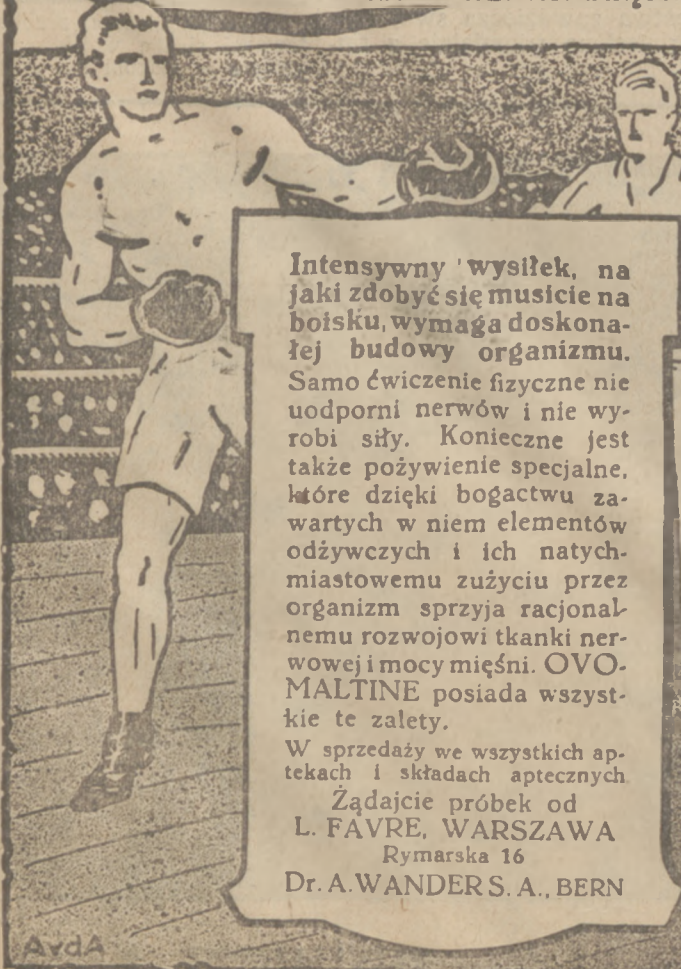 Intensywny wysiłek, na
jaki zdobyć się musicie na
boisku, wymaga doskona-
łej budowy organizmu.
Samo ćwiczenie fizyczne nie
uodporni nerwów i nie wy-
robi siły. Konieczne jest
także pożywienie specjalne,
które dzięki bogactwu za-
wartych w niem elementów
odżywczych i ich natych-
miastowemu zużyciu przez
organizm sprzyja racjonal-
nemu rozwojowi tkanki ner-
wowej i mocy mięśni. OVO-
MALTINE posiada wszyst-
kie te zalety.
W sprzedaży we wszystkich ap-
tekach i składach aptecznych
Żądajcie próbek od
L. FAVRE, WARSZAWA
Rymarska 16
Dr. A. WANDER S. A., BERN